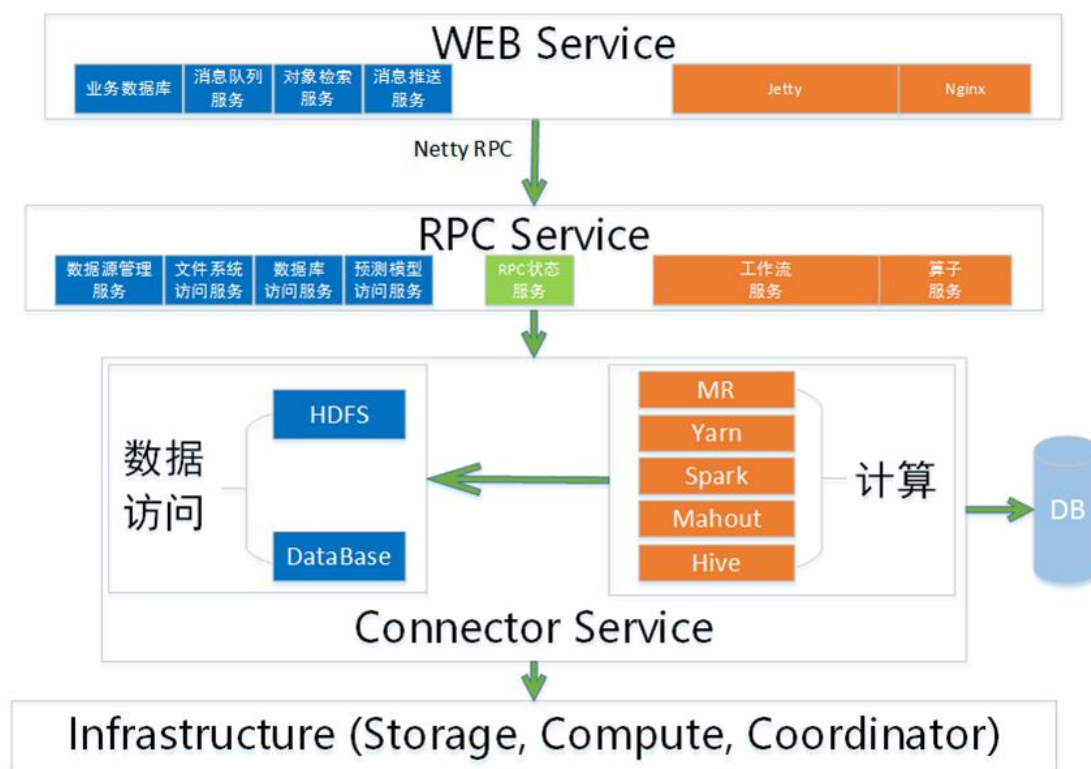 WEB Service
业务数据库
消息队列
服务
对象检索
服务
消息推送
服务
Jetty
Nginx
Netty RPC
RPC Service
数据源管理
服务
文件系统
访问服务
数据库
访问服务
预测模型
访问服务
RPC状态
服务
工作流
服务
算子
服务
数据
访问
HDFS
DataBase
MR
Yarn
Spark
Mahout
Hive
计算
DB
Connector Service
Infrastructure (Storage, Compute, Coordinator)